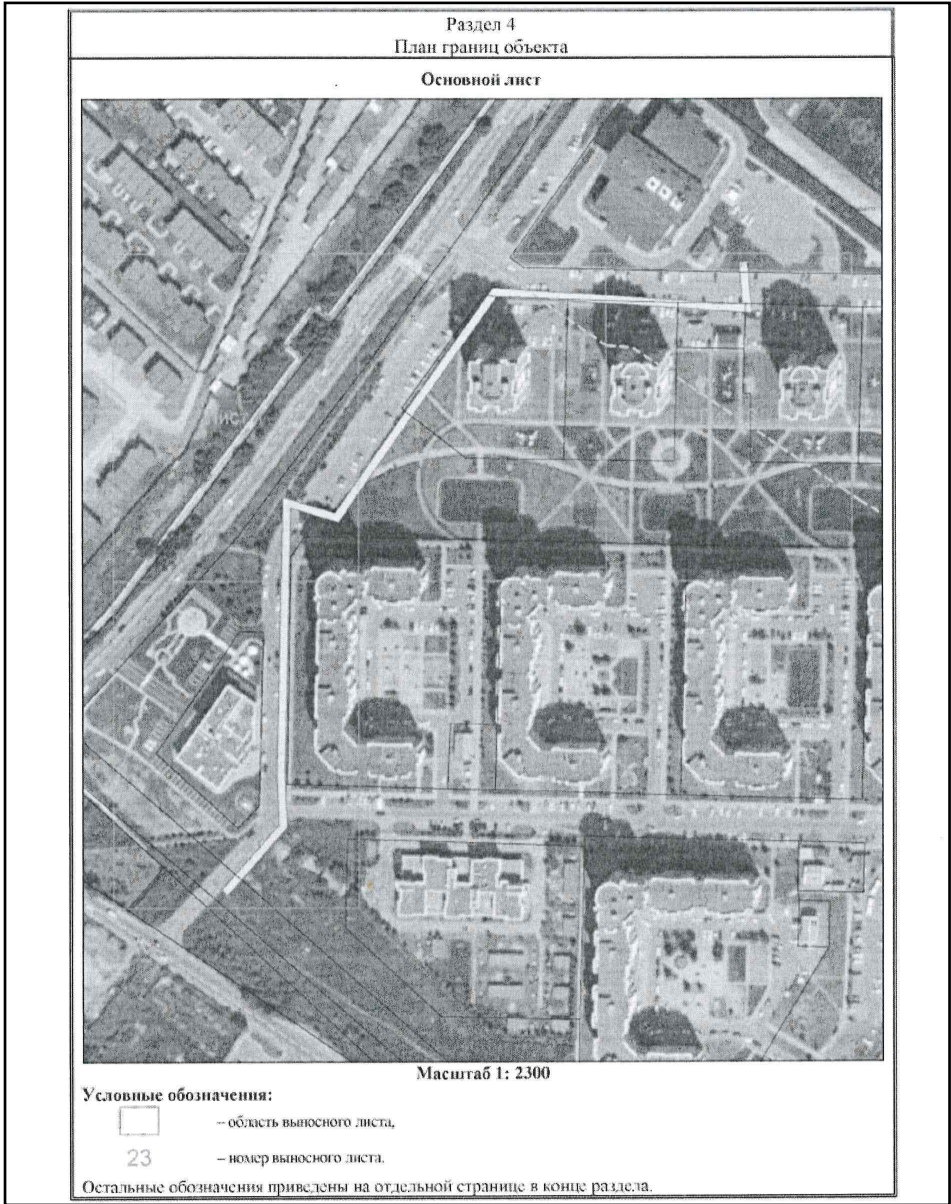 Раздел 4
План границ объекта
Основной лист
Масштаб 1: 2300
Условные обозначения:
– область выносного листа,
23 – номер выносного листа.
Остальные обозначения приведены на отдельной странице в конце раздела.